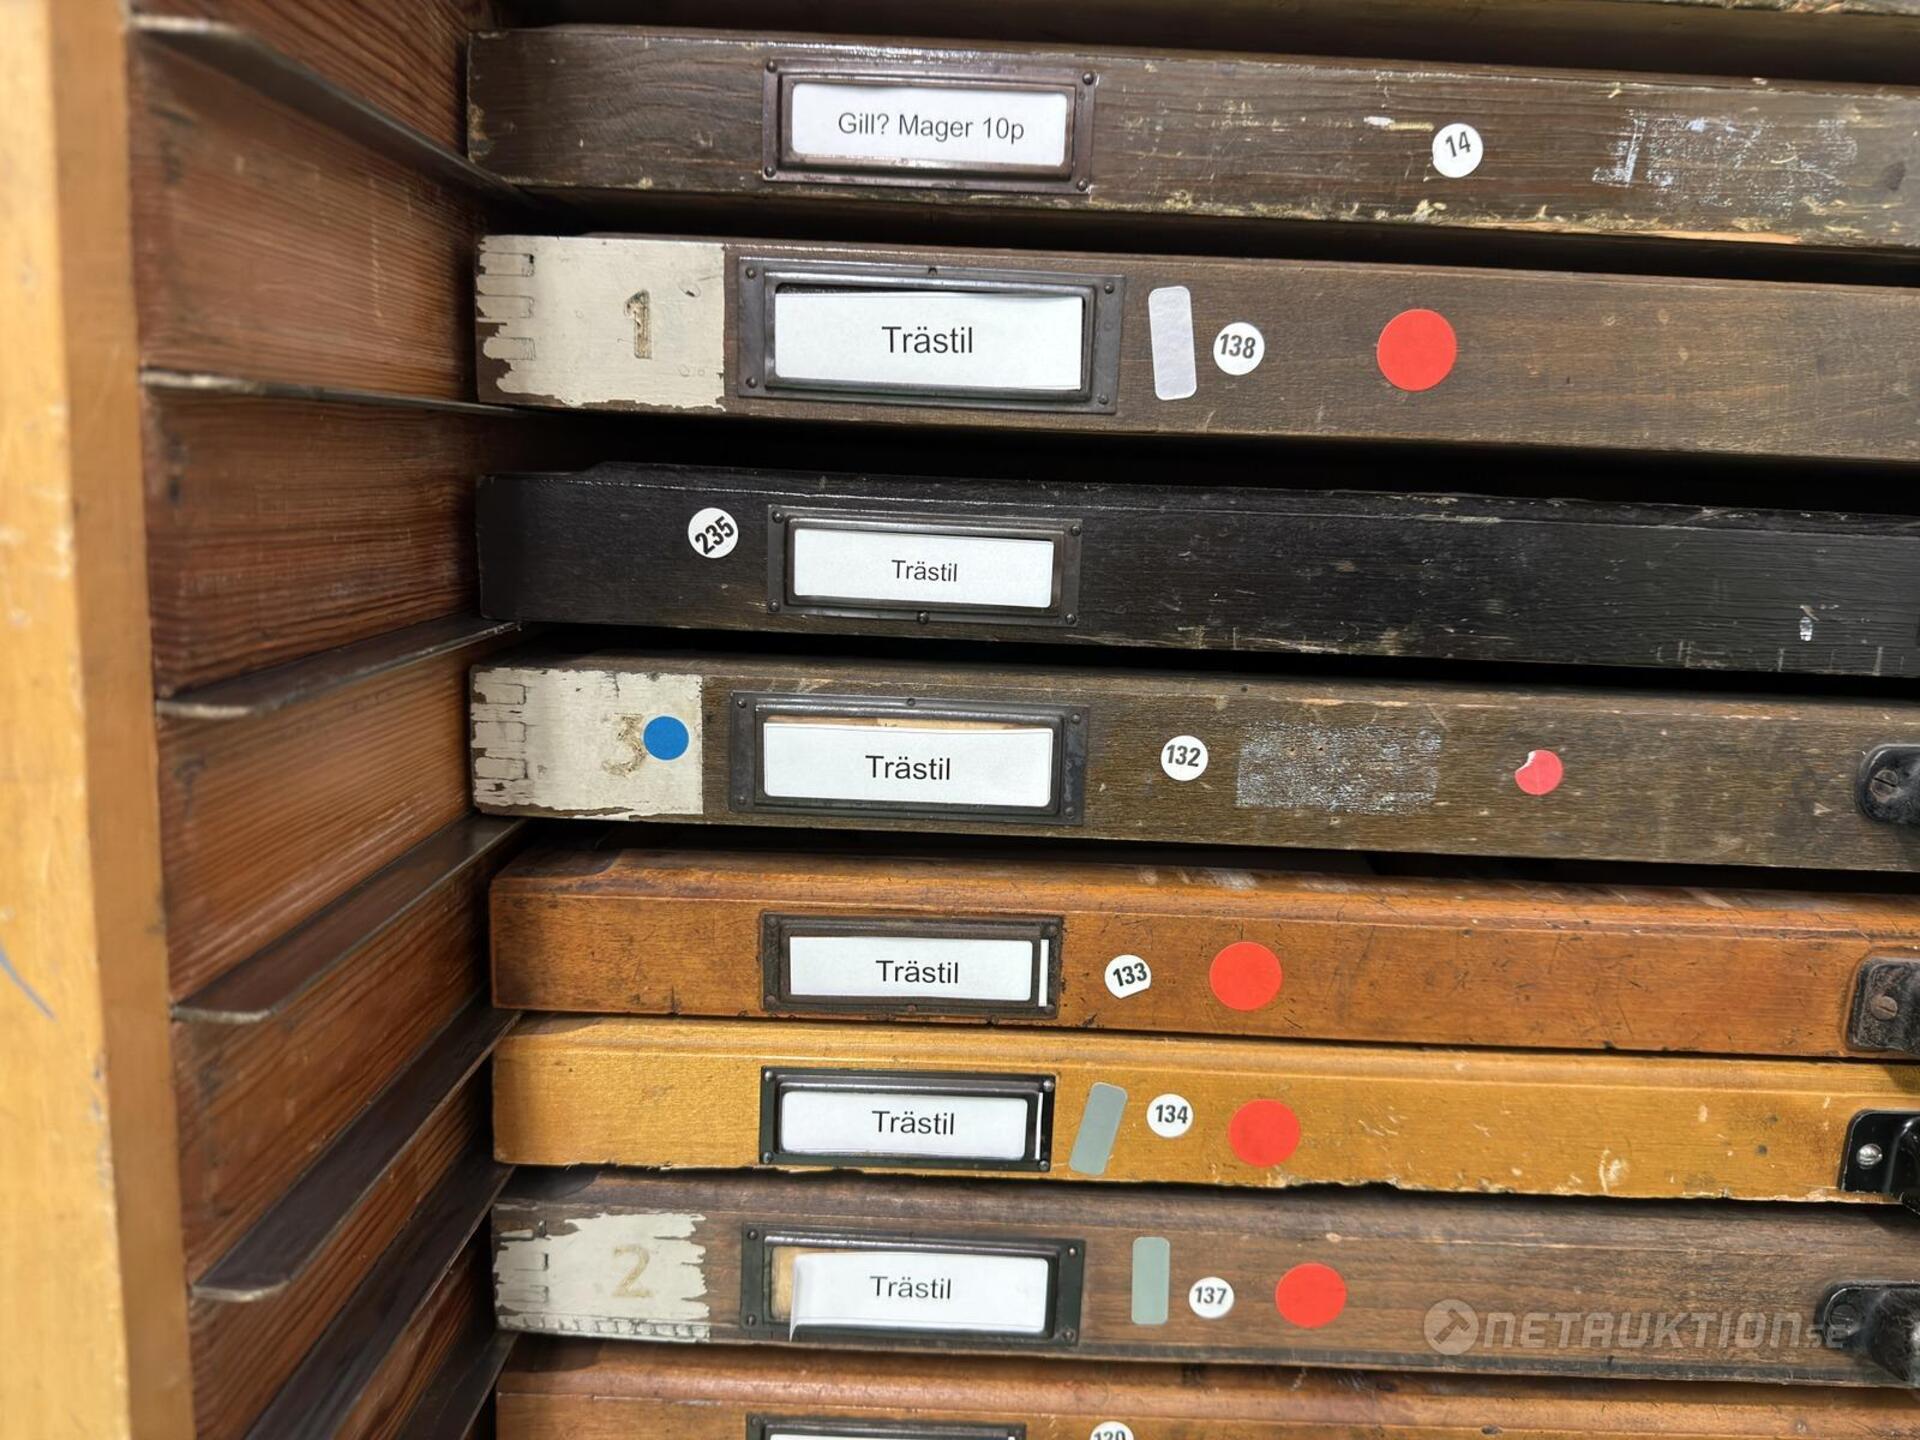 Gill? Mager 10p
14
1
Trästil
138
235
Trästil
3
Trästil
132
Trästil
133
Trästil
134
2
Trästil
137
NETAUKTION.SE